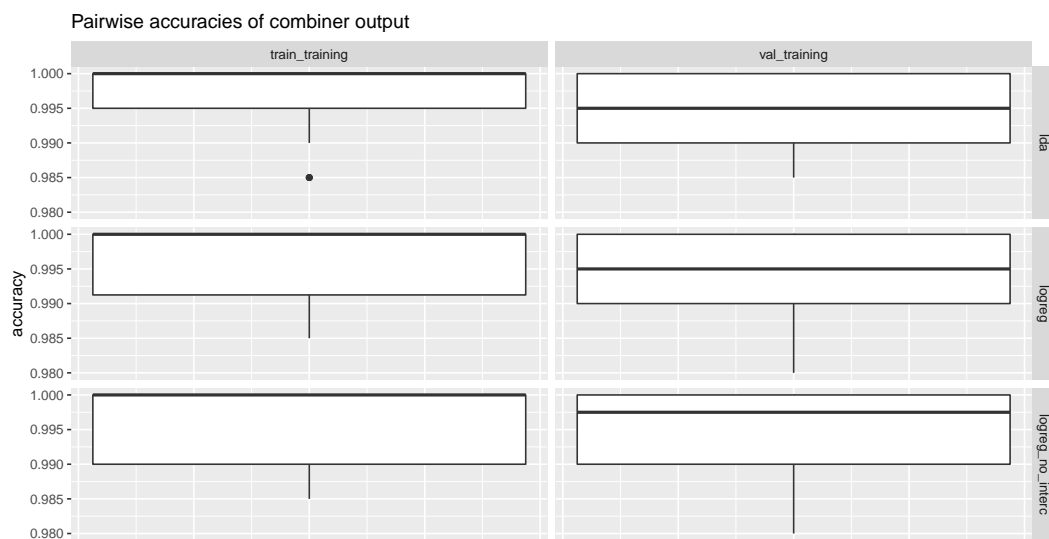 Pairwise accuracies of combiner output
train_training
val_training
1.000
0.995
0.990
0.985
0.980
lda
1.000
0.995
0.990
0.985
0.980
logreg
1.000
0.995
0.990
0.985
0.980
logreg_no_interc
accuracy